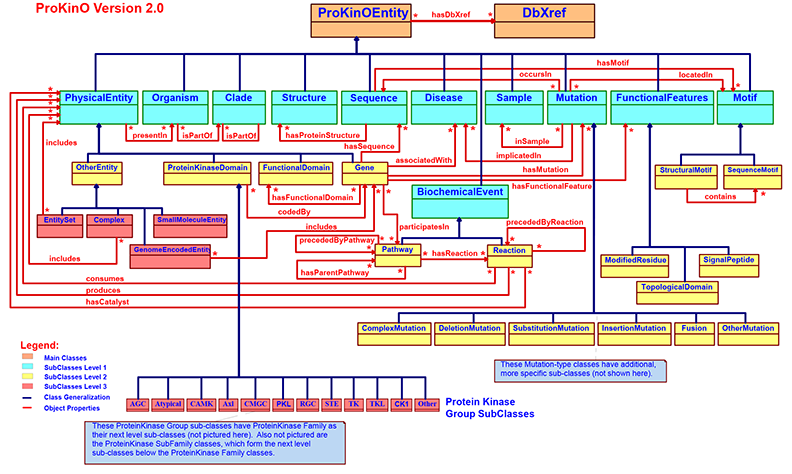 ProKinO Version 2.0
ProKinOEntity
hasDbXref
DbXref
hasMotif
occursIn
locatedIn
PhysicalEntity
Organism
Clade
Structure
Sequence
Disease
Sample
Mutation
FunctionalFeatures
Motif
presentIn
isPartOf
isPartOf
hasProteinStructure
inSample
includes
hasSequence
implicatedIn
associatedWith
OtherEntity
ProteinKinaseDomain
FunctionalDomain
Gene
hasMutation
StructuralMotif
SequenceMotif
hasFunctionalFeature
BiochemicalEvent
hasFunctionalDomain
contains
codedBy
EntitySet
Complex
SmallMoleculeEntity
includes
participatesIn
precededByReaction
precededByPathway
GenomeEncodedEntity
Pathway
hasReaction
Reaction
includes
hasParentPathway
ModifiedResidue
SignalPeptide
consumes
TopologicalDomain
produces
hasCatalyst
ComplexMutation
DeletionMutation
SubstitutionMutation
InsertionMutation
Fusion
OtherMutation
Legend:
Main Classes
SubClasses Level 1
SubClasses Level 2
SubClasses Level 3
Class Generalization
Object Properties
These Mutation-type classes have additional,
more specific sub-classes (not shown here).
AGC
Atypical
CAMK
Axl
CMGC
PKL
RGC
STE
TK
TKL
CK1
Other
Protein Kinase
Group SubClasses
These ProteinKinase Group sub-classes have ProteinKinase Family as
their next level sub-classes (not pictured here). Also not pictured are
the ProteinKinase SubFamily classes, which form the next level
sub-classes below the ProteinKinase Family classes.